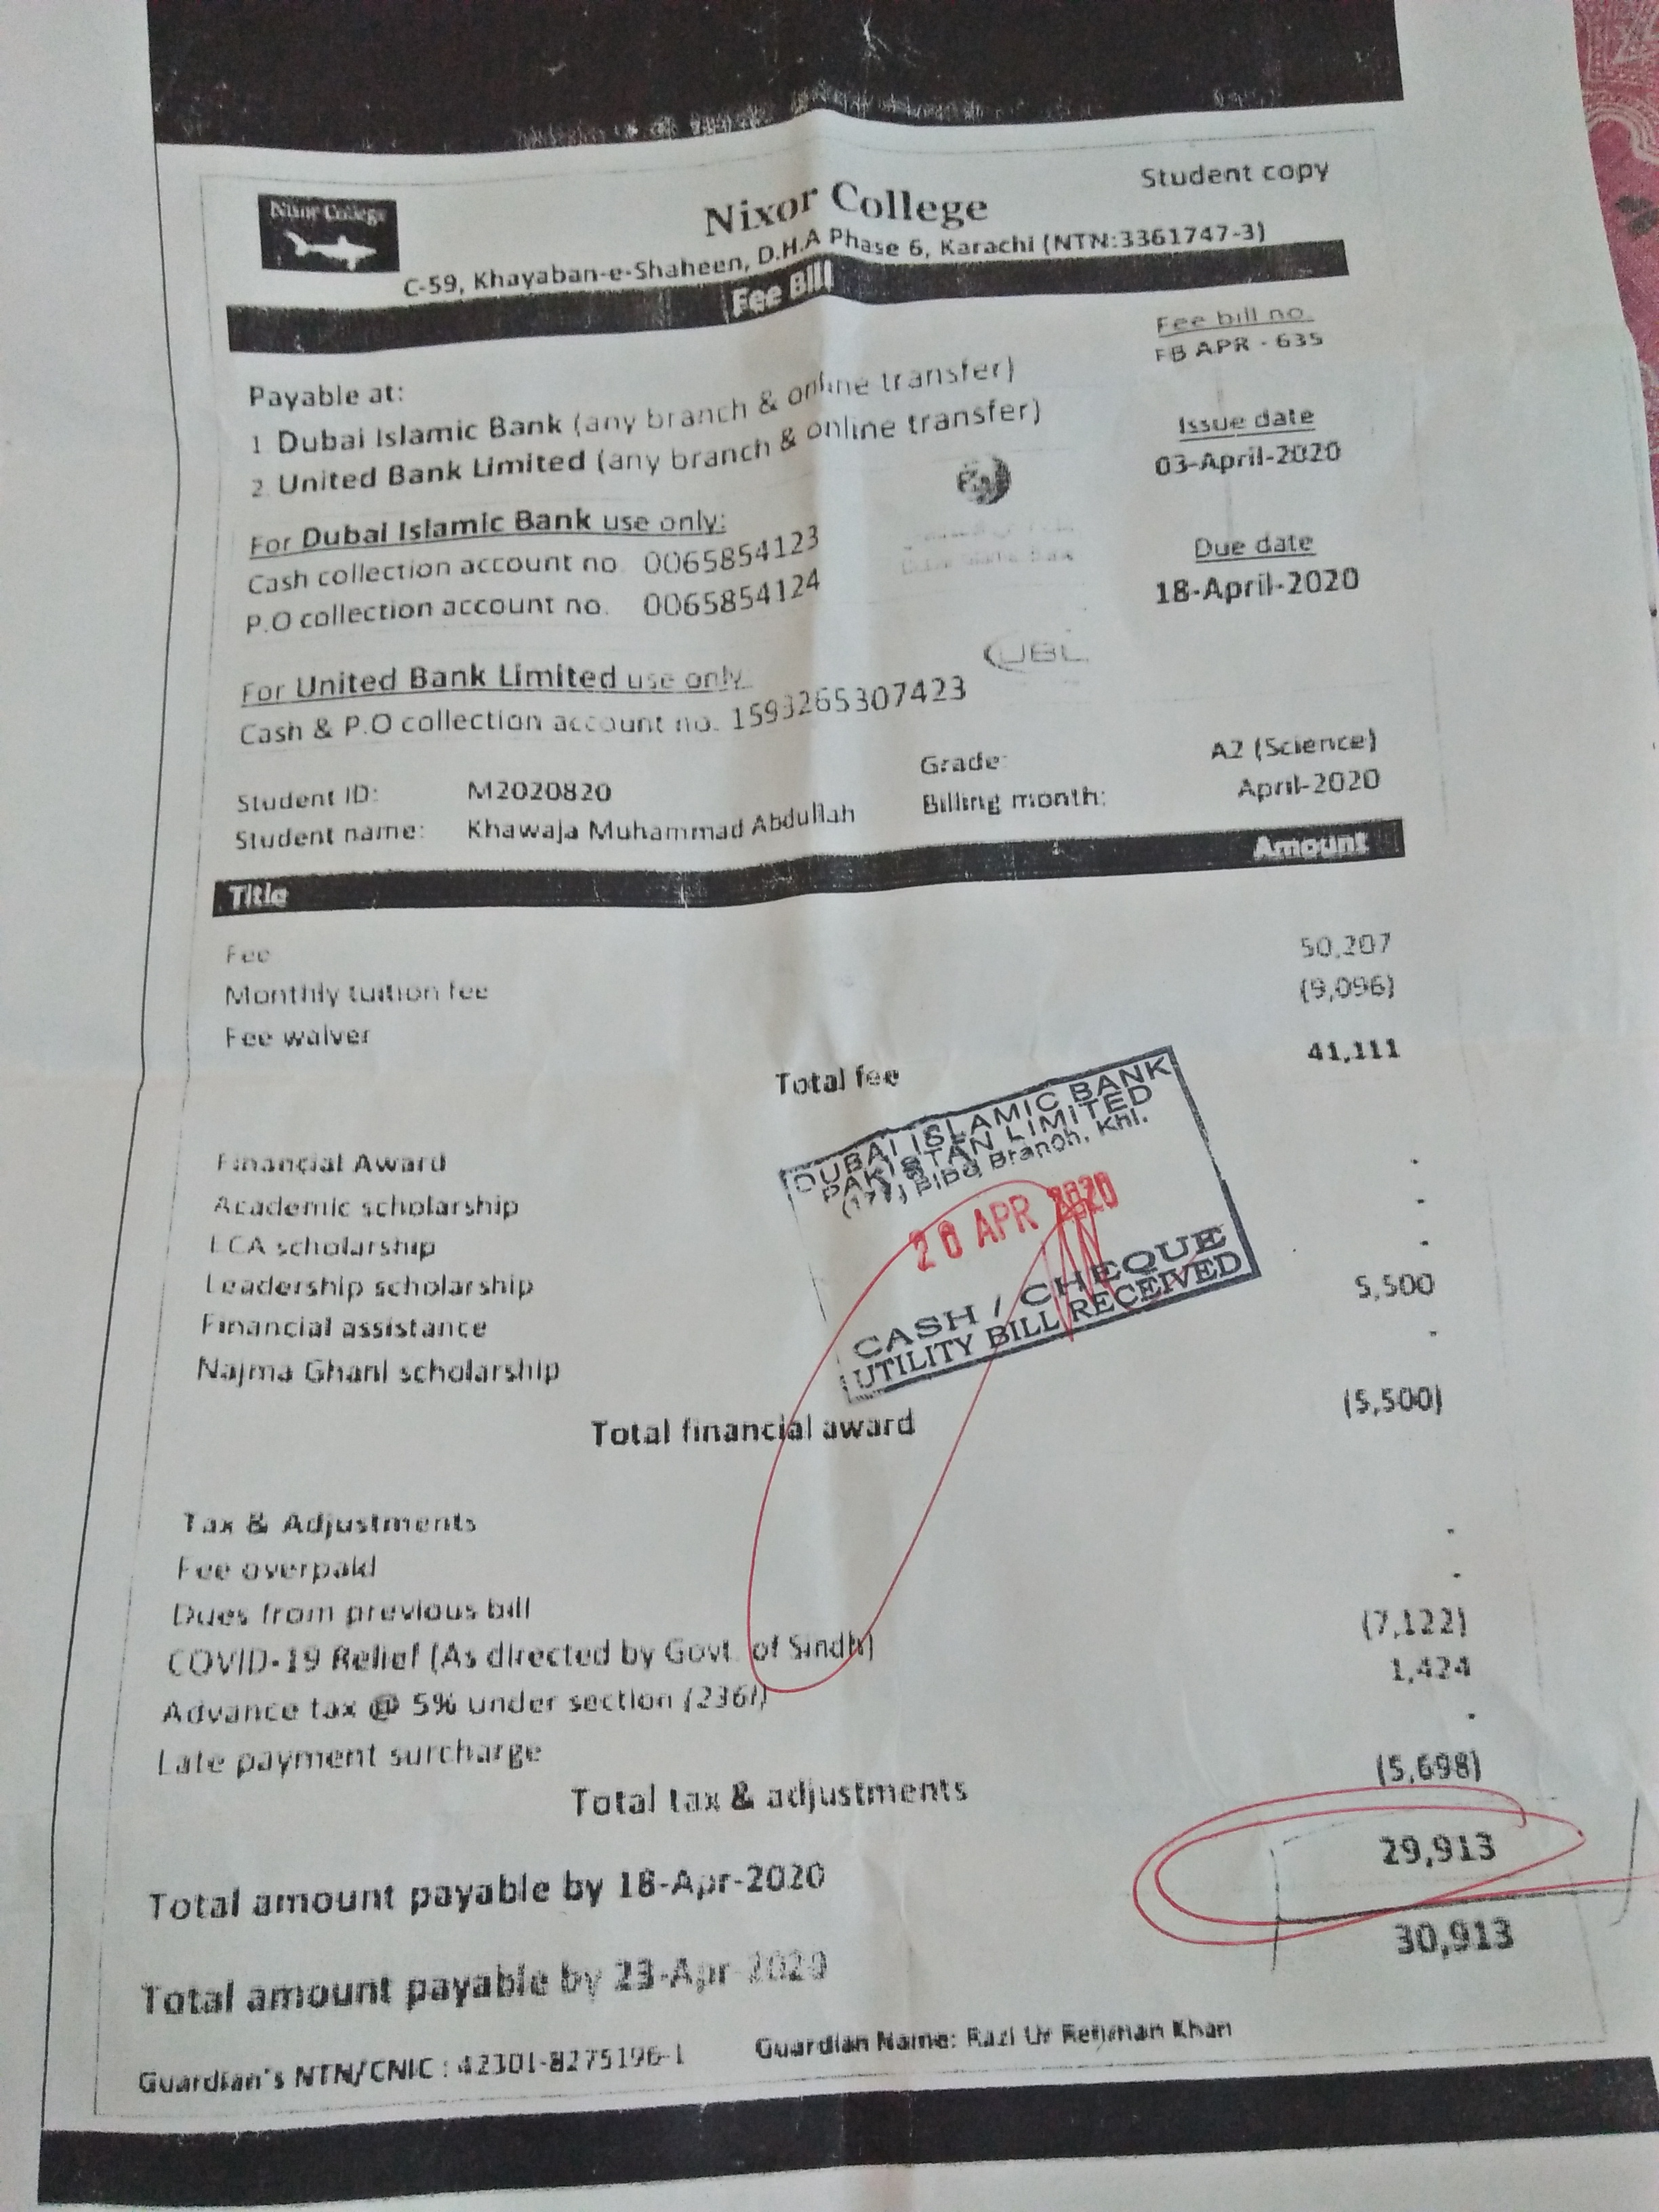 Nixor College
Student copy
Nixor College
C-59, Khayaban-e-Shaheen, D.H.A Phase 6, Karachi (NTN:3361747-3)
Fee Bill
Fee bill no.
FB APR - 635
Payable at:
1 Dubai Islamic Bank (any branch & online transfer)
2 United Bank Limited (any branch & online transfer)
Issue date
03-April-2020
For Dubai Islamic Bank use only:
Cash collection account no. 0065854123
P.O collection account no. 0065854124
Due date
18-April-2020
UBL
For United Bank Limited use only
Cash & P.O collection account no. 1593265307423
Student ID: M2020820
Grade: A2 (Science)
Student name: Khawaja Muhammad Abdullah
Billing month: April-2020
Title Amount
Fee
Monthly tuition fee 50,207
Fee waiver (9,096)
Total fee 41,111
DUBAI ISLAMIC BANK
PAKISTAN LIMITED
Branch, Khi.
20 APR 2020
CASH / CHEQUE
UTILITY BILL RECEIVED
Financial Award
Academic scholarship -
ECA scholarship -
Leadership scholarship -
Financial assistance 5,500
Najma Ghani scholarship -
Total financial award (5,500)
Tax & Adjustments
Fee overpaid -
Dues from previous bill -
COVID-19 Relief (As directed by Govt. of Sindh) (7,122)
Advance tax @ 5% under section (236I) 1,424
Late payment surcharge -
Total tax & adjustments (5,698)
Total amount payable by 18-Apr-2020 29,913
Total amount payable by 23-Apr-2020 30,913
Guardian's NTN/CNIC : 42301-8275196-1 Guardian Name: Razi Ur Rehman Khan